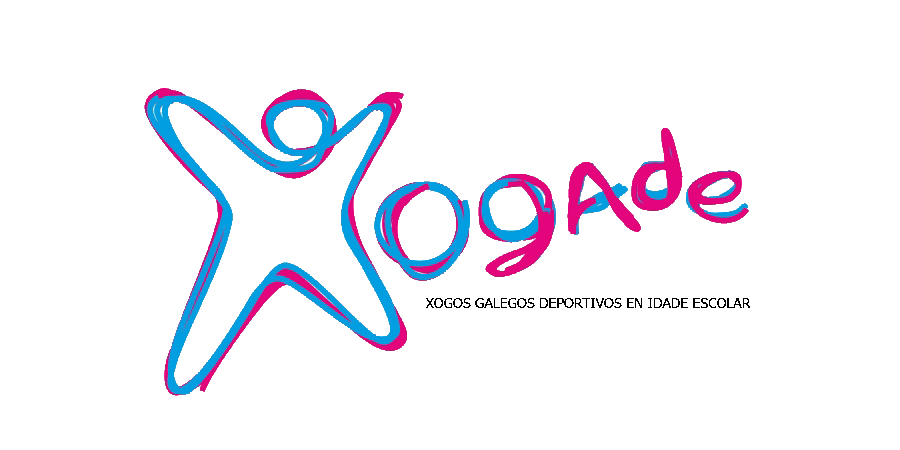 XogAde
XOGOS GALEGOS DEPORTIVOS EN IDADE ESCOLAR